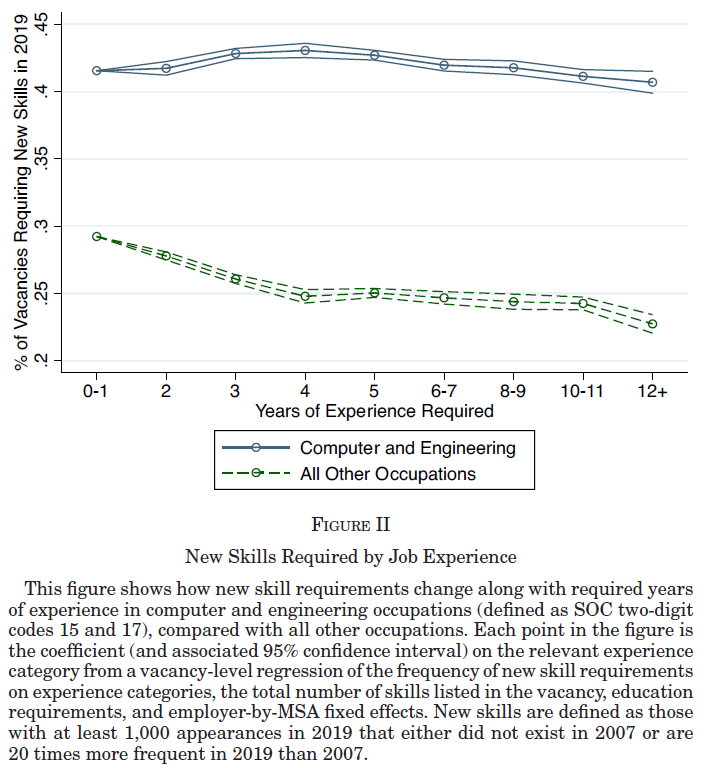 % of Vacancies Requiring New Skills in 2019
.45
.4
.35
.3
.25
.2
0-1 2 3 4 5 6-7 8-9 10-11 12+
Years of Experience Required
Computer and Engineering
All Other Occupations
FIGURE II
New Skills Required by Job Experience
This figure shows how new skill requirements change along with required years
of experience in computer and engineering occupations (defined as SOC two-digit
codes 15 and 17), compared with all other occupations. Each point in the figure is
the coefficient (and associated 95% confidence interval) on the relevant experience
category from a vacancy-level regression of the frequency of new skill requirements
on experience categories, the total number of skills listed in the vacancy, education
requirements, and employer-by-MSA fixed effects. New skills are defined as those
with at least 1,000 appearances in 2019 that either did not exist in 2007 or are
20 times more frequent in 2019 than 2007.